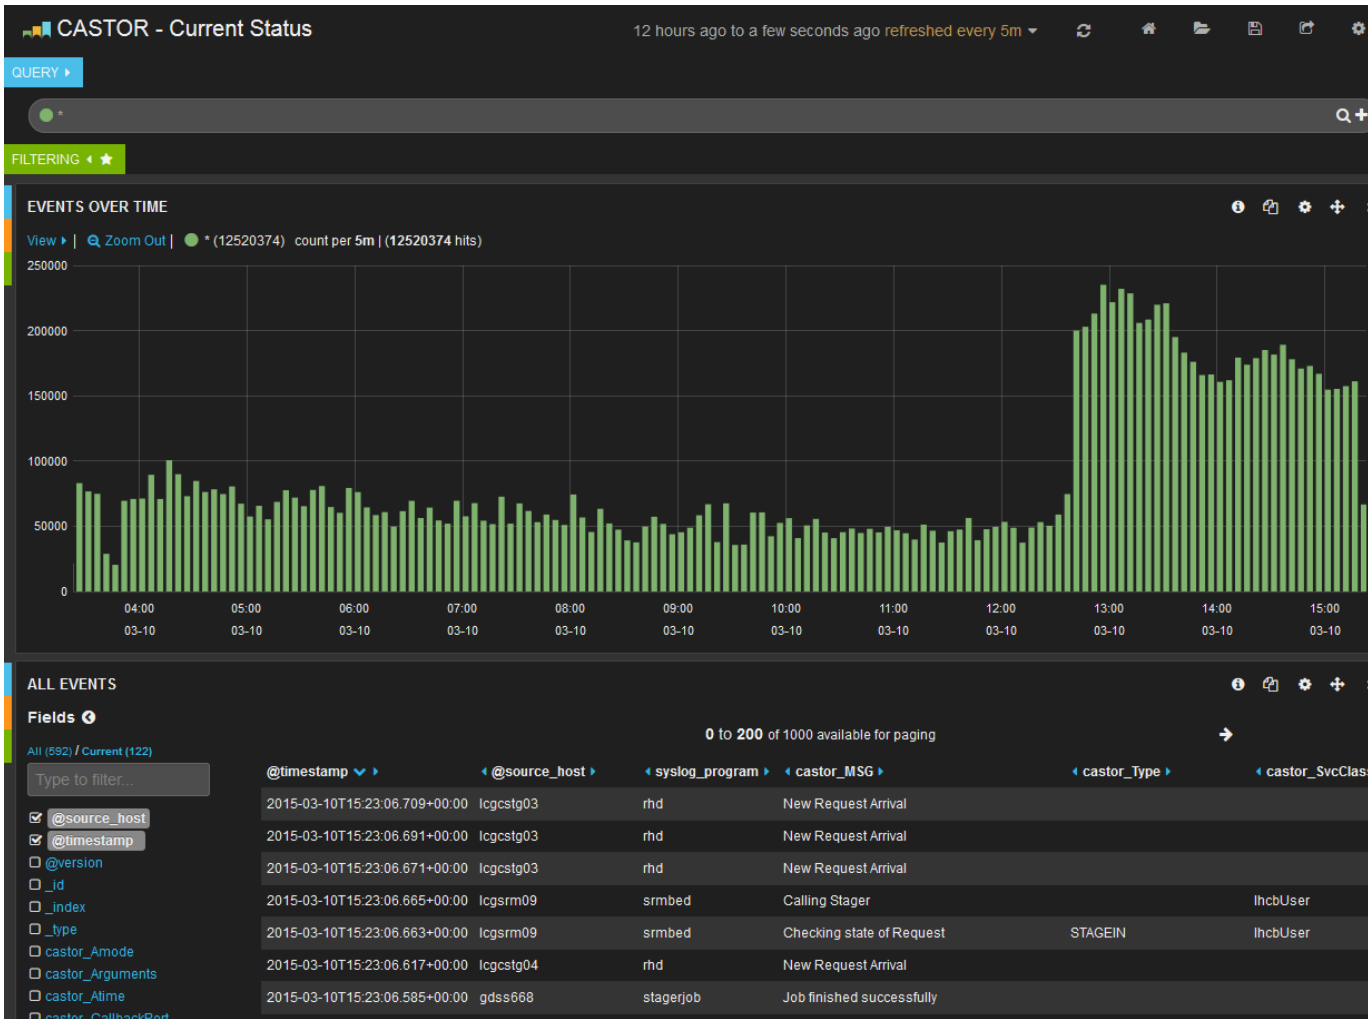 CASTOR - Current Status
12 hours ago to a few seconds ago refreshed every 5m
QUERY
*
FILTERING
EVENTS OVER TIME
View | Zoom Out | * (12520374) count per 5m | (12520374 hits)
250000
200000
150000
100000
50000
0
04:00 05:00 06:00 07:00 08:00 09:00 10:00 11:00 12:00 13:00 14:00 15:00
03-10 03-10 03-10 03-10 03-10 03-10 03-10 03-10 03-10 03-10 03-10 03-10
ALL EVENTS
Fields
0 to 200 of 1000 available for paging
All (592) / Current (122)
Type to filter...
@timestamp @source_host syslog_program castor_MSG castor_Type castor_SvcClas
2015-03-10T15:23:06.709+00:00 lcgcstg03 rhd New Request Arrival
@source_host
2015-03-10T15:23:06.691+00:00 lcgcstg03 rhd New Request Arrival
@timestamp
@version
2015-03-10T15:23:06.671+00:00 lcgcstg03 rhd New Request Arrival
_id
2015-03-10T15:23:06.665+00:00 lcgsrm09 srmbed Calling Stager lhcbUser
_index
_type
2015-03-10T15:23:06.663+00:00 lcgsrm09 srmbed Checking state of Request STAGEIN lhcbUser
castor_Amode
2015-03-10T15:23:06.617+00:00 lcgcstg04 rhd New Request Arrival
castor_Arguments
castor_Atime
2015-03-10T15:23:06.585+00:00 gdss668 stagerjob Job finished successfully
castor_CallbackPort